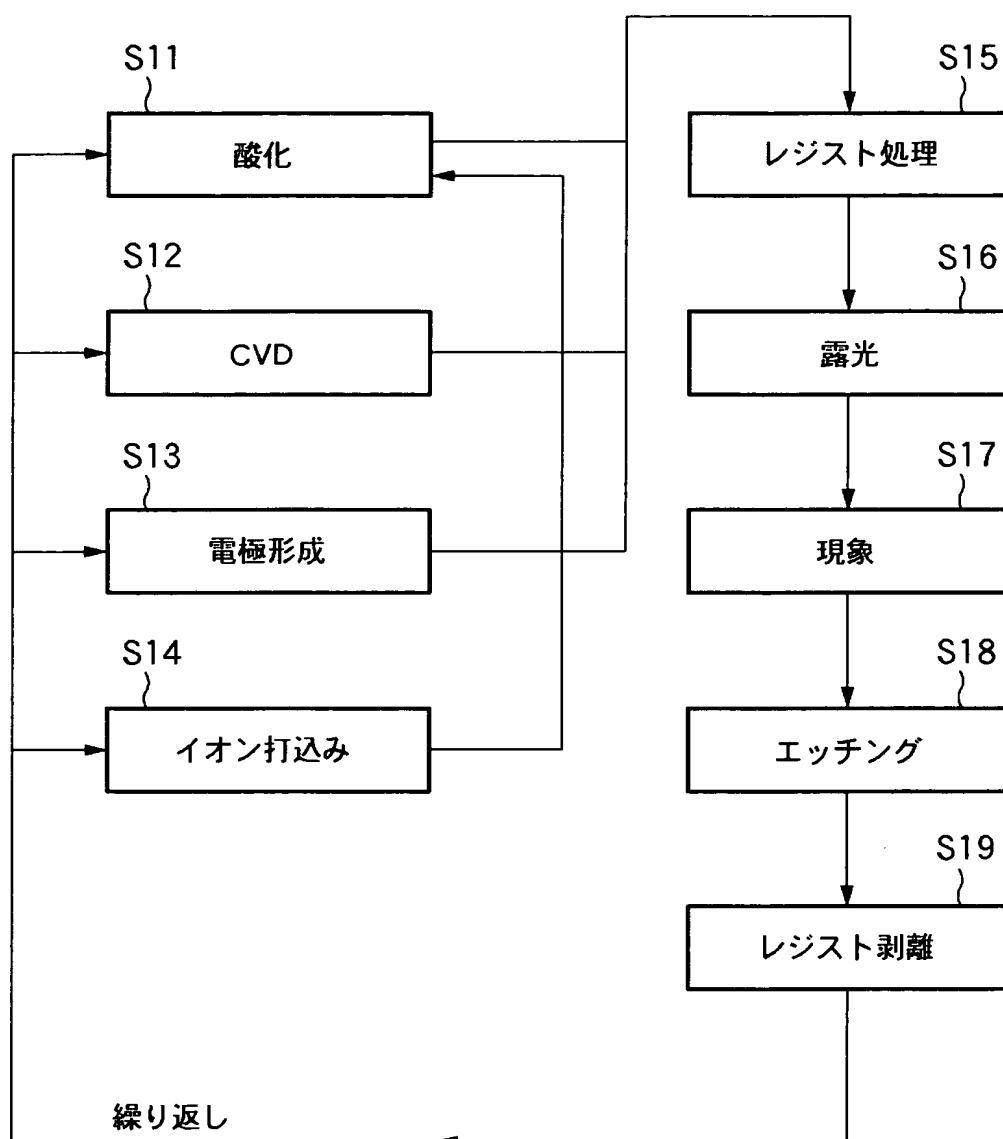 S11
酸化
S12
CVD
S13
電極形成
S14
イオン打込み
S15
レジスト処理
S16
露光
S17
現象
S18
エッチング
S19
レジスト剥離
繰り返し